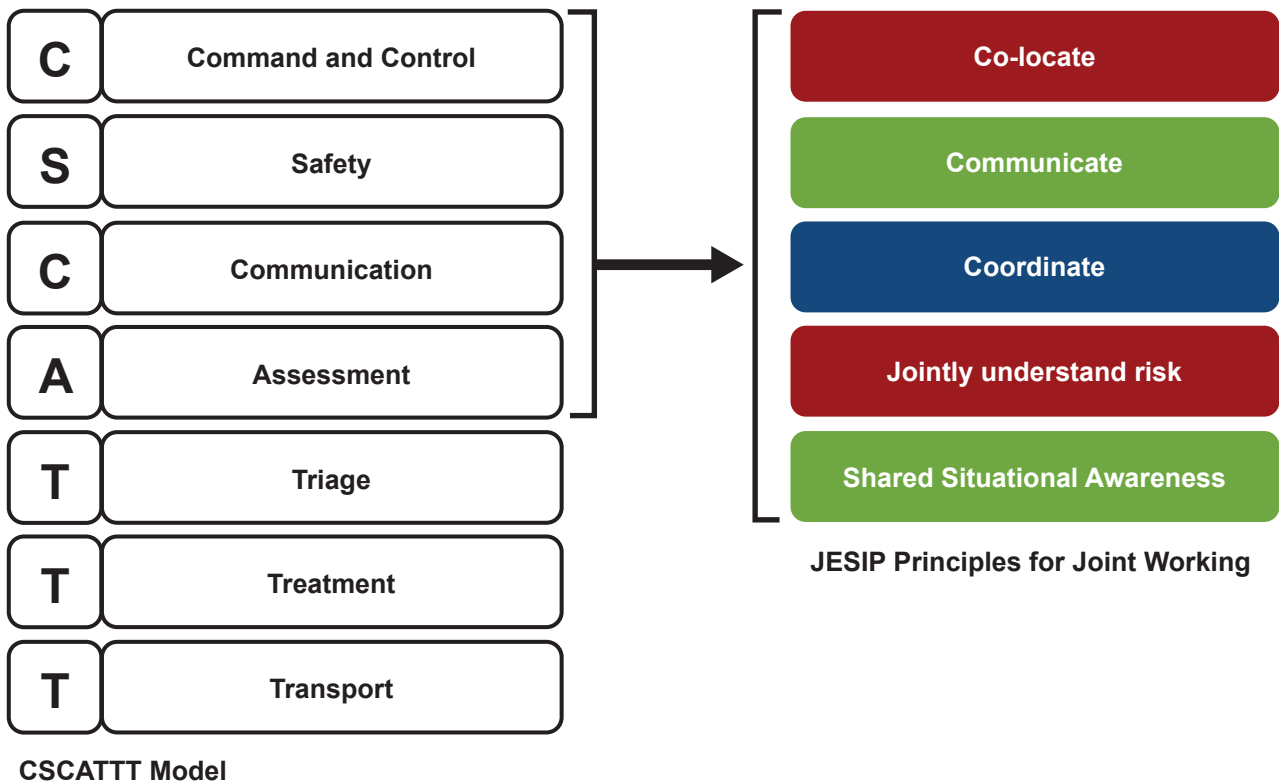 C Command and Control
S Safety
C Communication
A Assessment
T Triage
T Treatment
T Transport
CSCATTT Model
Co-locate
Communicate
Coordinate
Jointly understand risk
Shared Situational Awareness
JESIP Principles for Joint Working